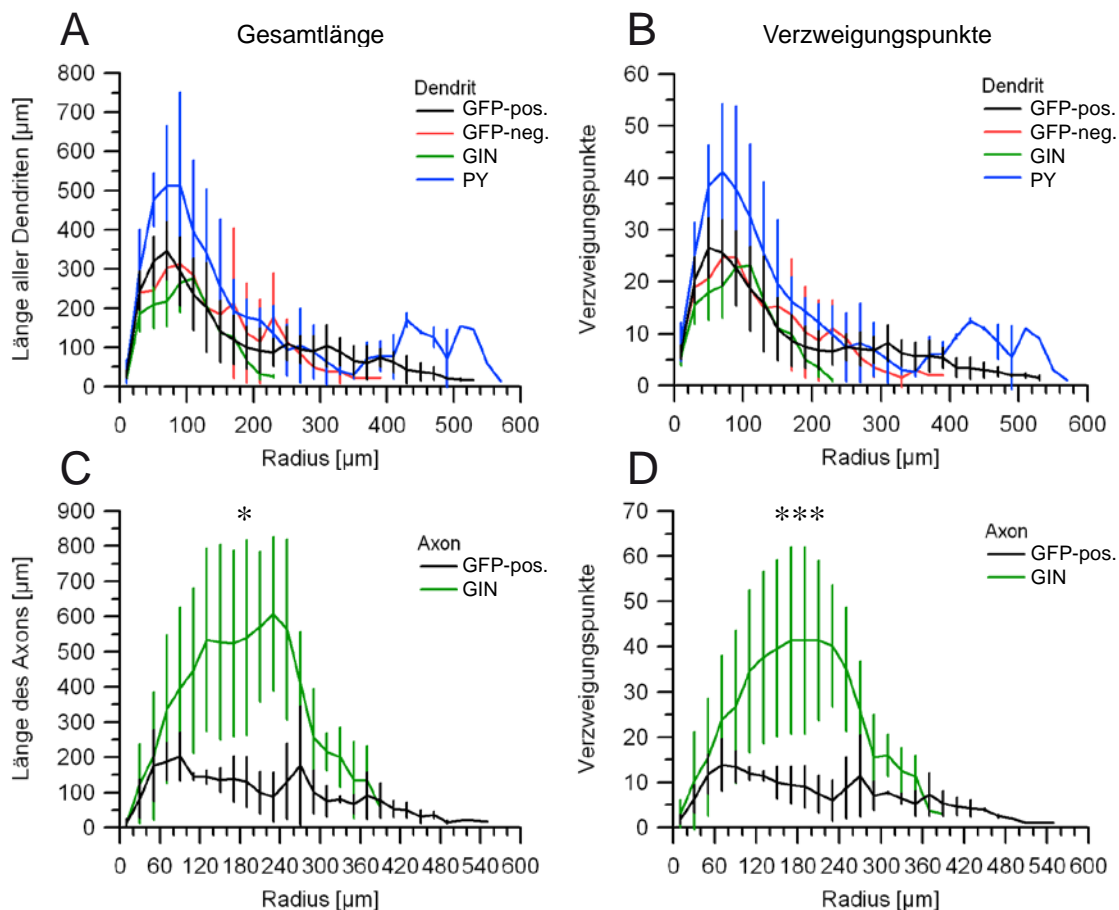 A
Gesamtlänge
Länge aller Dendriten [µm]
800
700
600
500
400
300
200
100
0
Dendrit
GFP-pos.
GFP-neg.
GIN
PY
0 100 200 300 400 500 600
Radius [µm]
B
Verzweigungspunkte
Verzweigungspunkte
60
50
40
30
20
10
0
Dendrit
GFP-pos.
GFP-neg.
GIN
PY
0 100 200 300 400 500 600
Radius [µm]
C
Länge des Axons [µm]
900
800
700
600
500
400
300
200
100
0
*
Axon
GFP-pos.
GIN
0 60 120 180 240 300 360 420 480 540 600
Radius [µm]
D
Verzweigungspunkte
70
60
50
40
30
20
10
0
***
Axon
GFP-pos.
GIN
0 60 120 180 240 300 360 420 480 540 600
Radius [µm]